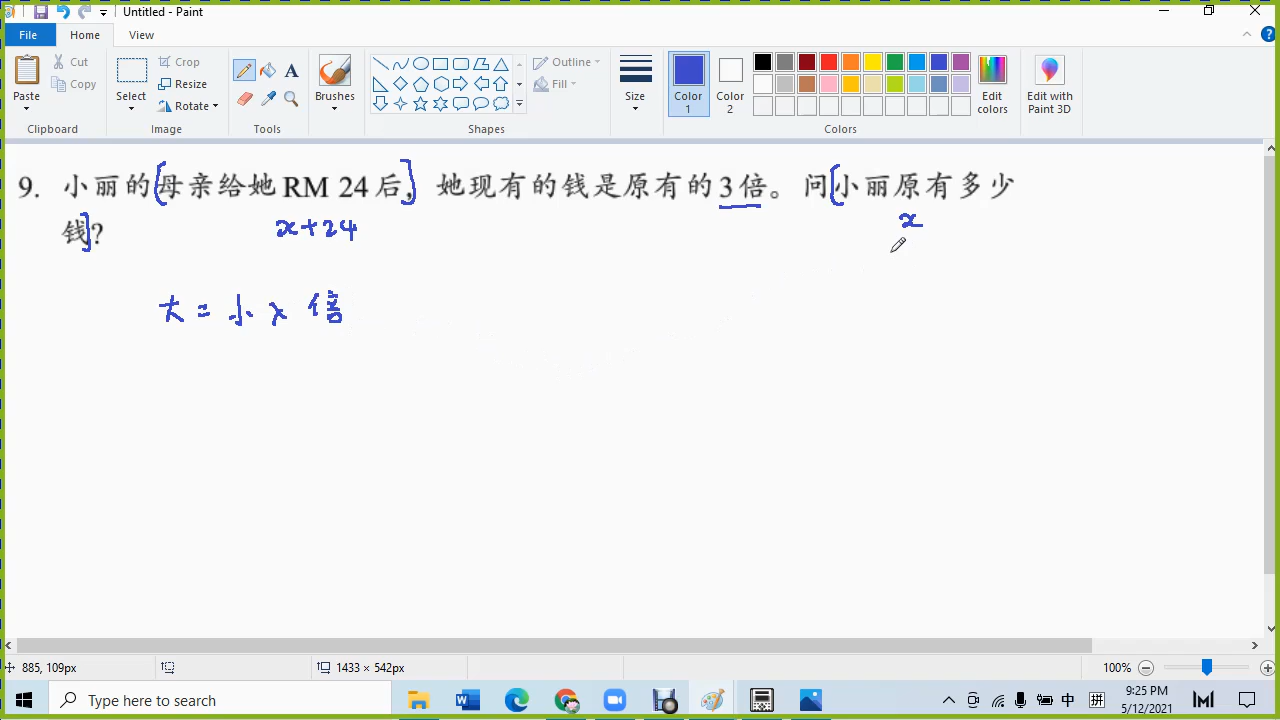 Untitled - Paint
File Home View
Paste Cut Copy Clipboard
Select Crop Resize Rotate Image
A Tools
Brushes
Outline Fill Shapes
Size
Color 1 Color 2 Edit colors Colors
Edit with Paint 3D
9. 小丽的[母亲给她 RM 24 后,] 她现有的钱是原有的 3 倍。 问[小丽原有多少
x
钱]?
x+24
大 = 小 x 倍
885, 109px 1433 × 542px 100%
Type here to search
中 拼 9:25 PM
5/12/2021